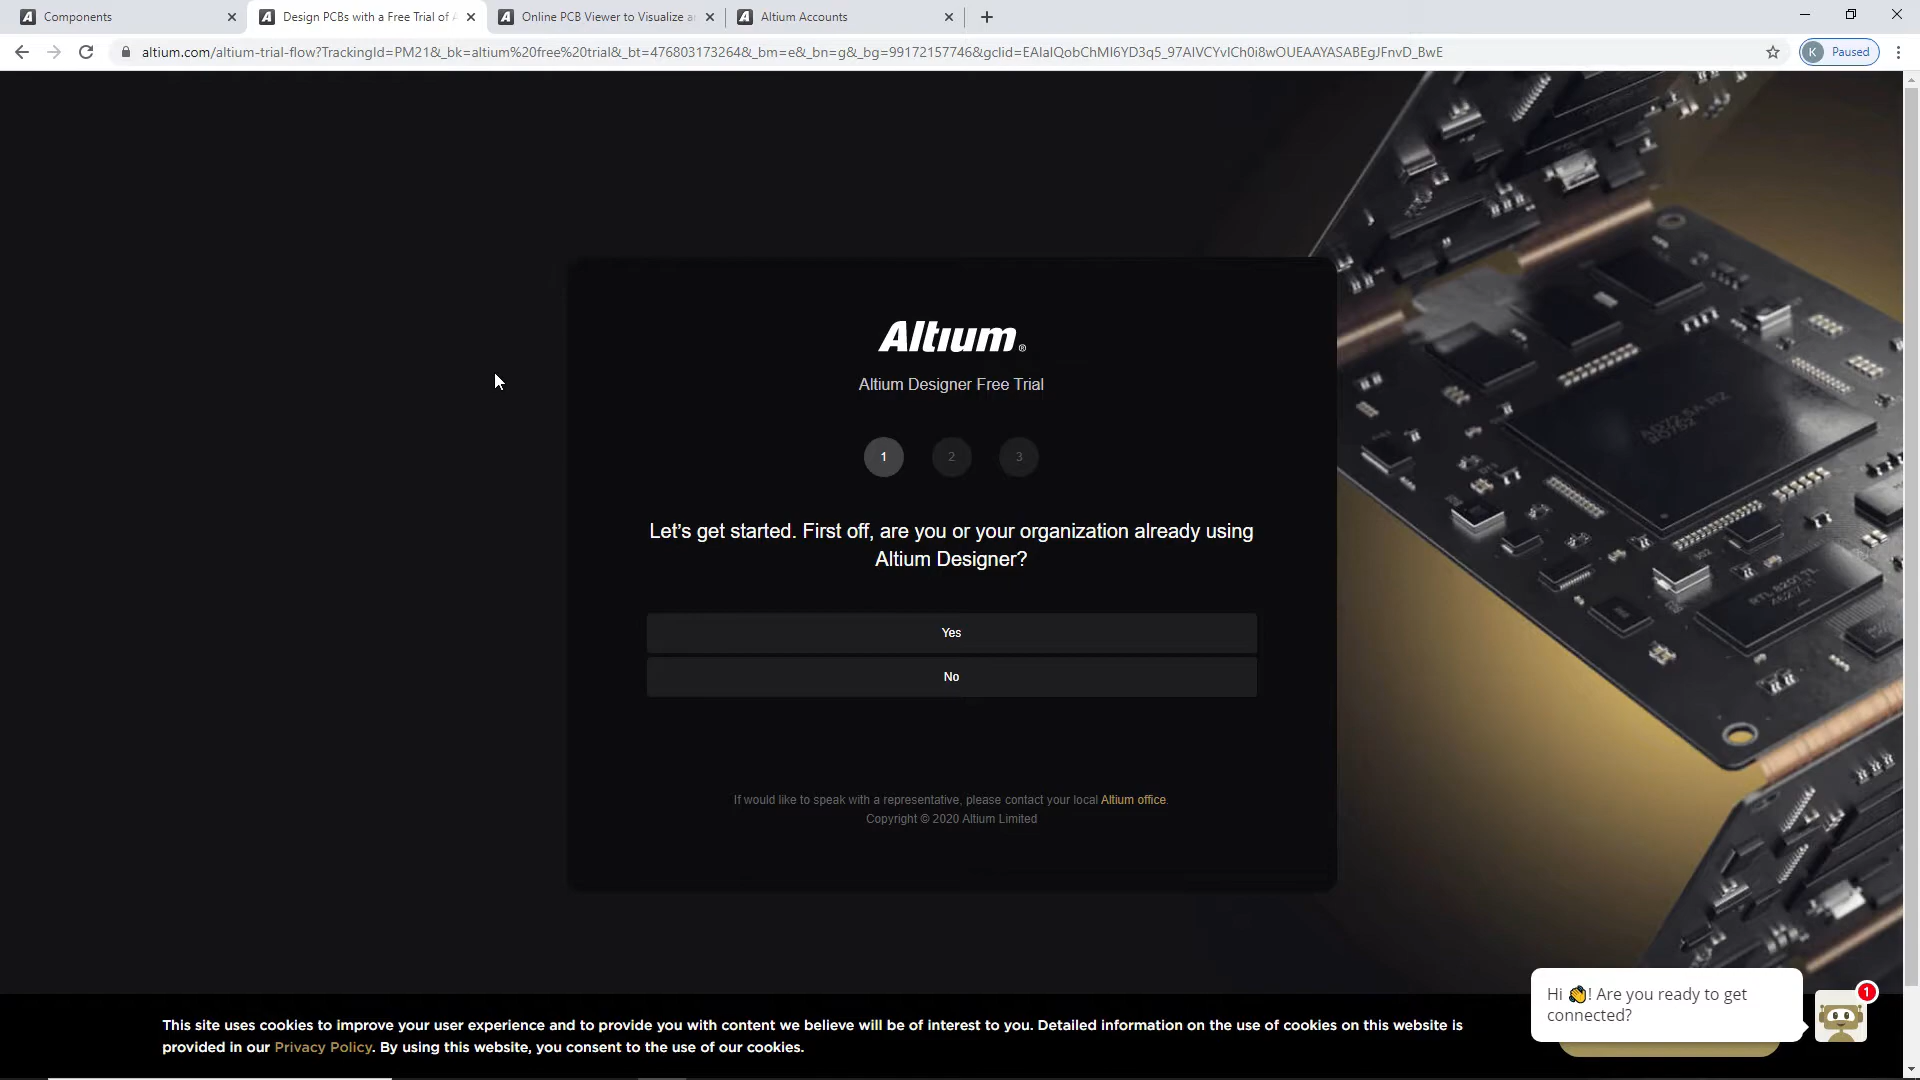 Components
Design PCBs with a Free Trial of A
Online PCB Viewer to Visualize an
Altium Accounts
altium.com/altium-trial-flow?TrackingId=PM21&_bk=altium%20free%20trial&_bt=476803173264&_bm=e&_bn=g&_bg=99172157746&gclid=EAIaIQobChMI6YD3q5_97AIVCYvICh0i8wOUEAAYASABEgJFnvD_BwE
K Paused
Altium®
Altium Designer Free Trial
1 2 3
Let's get started. First off, are you or your organization already using
Altium Designer?
Yes
No
If would like to speak with a representative, please contact your local Altium office.
Copyright © 2020 Altium Limited
Hi 👏! Are you ready to get
connected?
1
This site uses cookies to improve your user experience and to provide you with content we believe will be of interest to you. Detailed information on the use of cookies on this website is
provided in our Privacy Policy. By using this website, you consent to the use of our cookies.